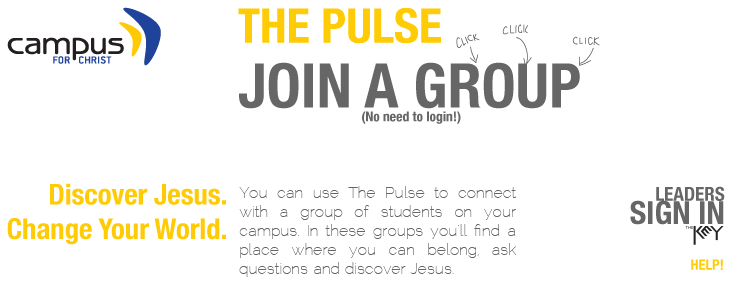 campus
FOR CHRIST
THE PULSE
CLICK
CLICK
CLICK
JOIN A GROUP
(No need to login!)
Discover Jesus.
Change Your World.
You can use The Pulse to connect
with a group of students on your
campus. In these groups you'll find a
place where you can belong, ask
questions and discover Jesus.
LEADERS
SIGN IN
THE KEY
HELP!